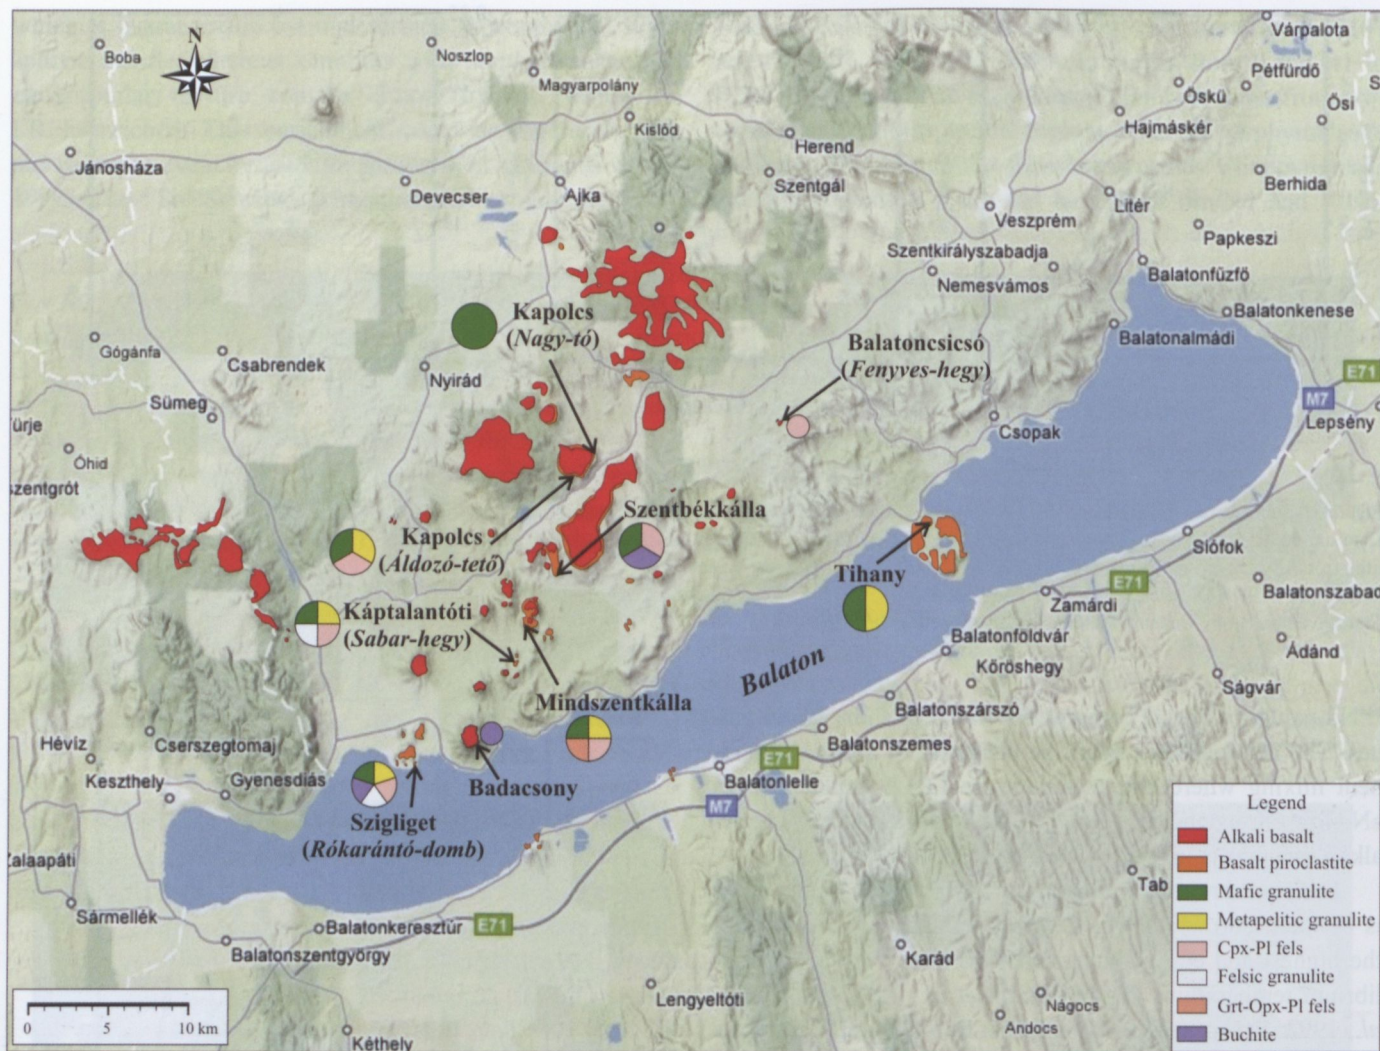 N
Boba
Noszlop
Magyarpolány
Várpalota
Pétfürdő
Öskü
Ősi
Hajmáskér
Kislőd
Herend
Jánosháza
Devecser
Ajka
Szentgál
Berhida
Litér
Veszprém
Papkeszi
Szentkirályszabadja
Nemesvámos
Balatonfűzfő
Balatonkenese
Balatonalmádi
Kapolcs
(Nagy-tó)
Balatoncsicsó
(Fenyves-hegy)
Gógánfa
Csabrendek
Nyirád
E71
M7
Lepsény
Sümeg
Csopak
ürje
Óhid
szentgrót
Szentbékkálla
Kapolcs
(Áldozó-tető)
Tihany
Siófok
E71
Zamárdi
Balatonszabad
Káptalantóti
(Sabar-hegy)
Balaton
Balatonföldvár
Kőröshegy
Ádánd
Ságvár
Mindszentkálla
Balatonszárszó
Balatonszemes
Hévíz
Cserszegtomaj
Keszthely
Gyenesdiás
Badacsony
E71
Balatonlelle
M7
Szigliget
(Rókarántó-domb)
Zalaapáti
Sármellék
Balatonkeresztúr
E71
Balatonszentgyörgy
Tab
Karád
Lengyeltóti
Nágocs
Andocs
Kéthely
0 5 10 km
Legend
Alkali basalt
Basalt piroclastite
Mafic granulite
Metapelitic granulite
Cpx-Pl fels
Felsic granulite
Grt-Opx-Pl fels
Buchite